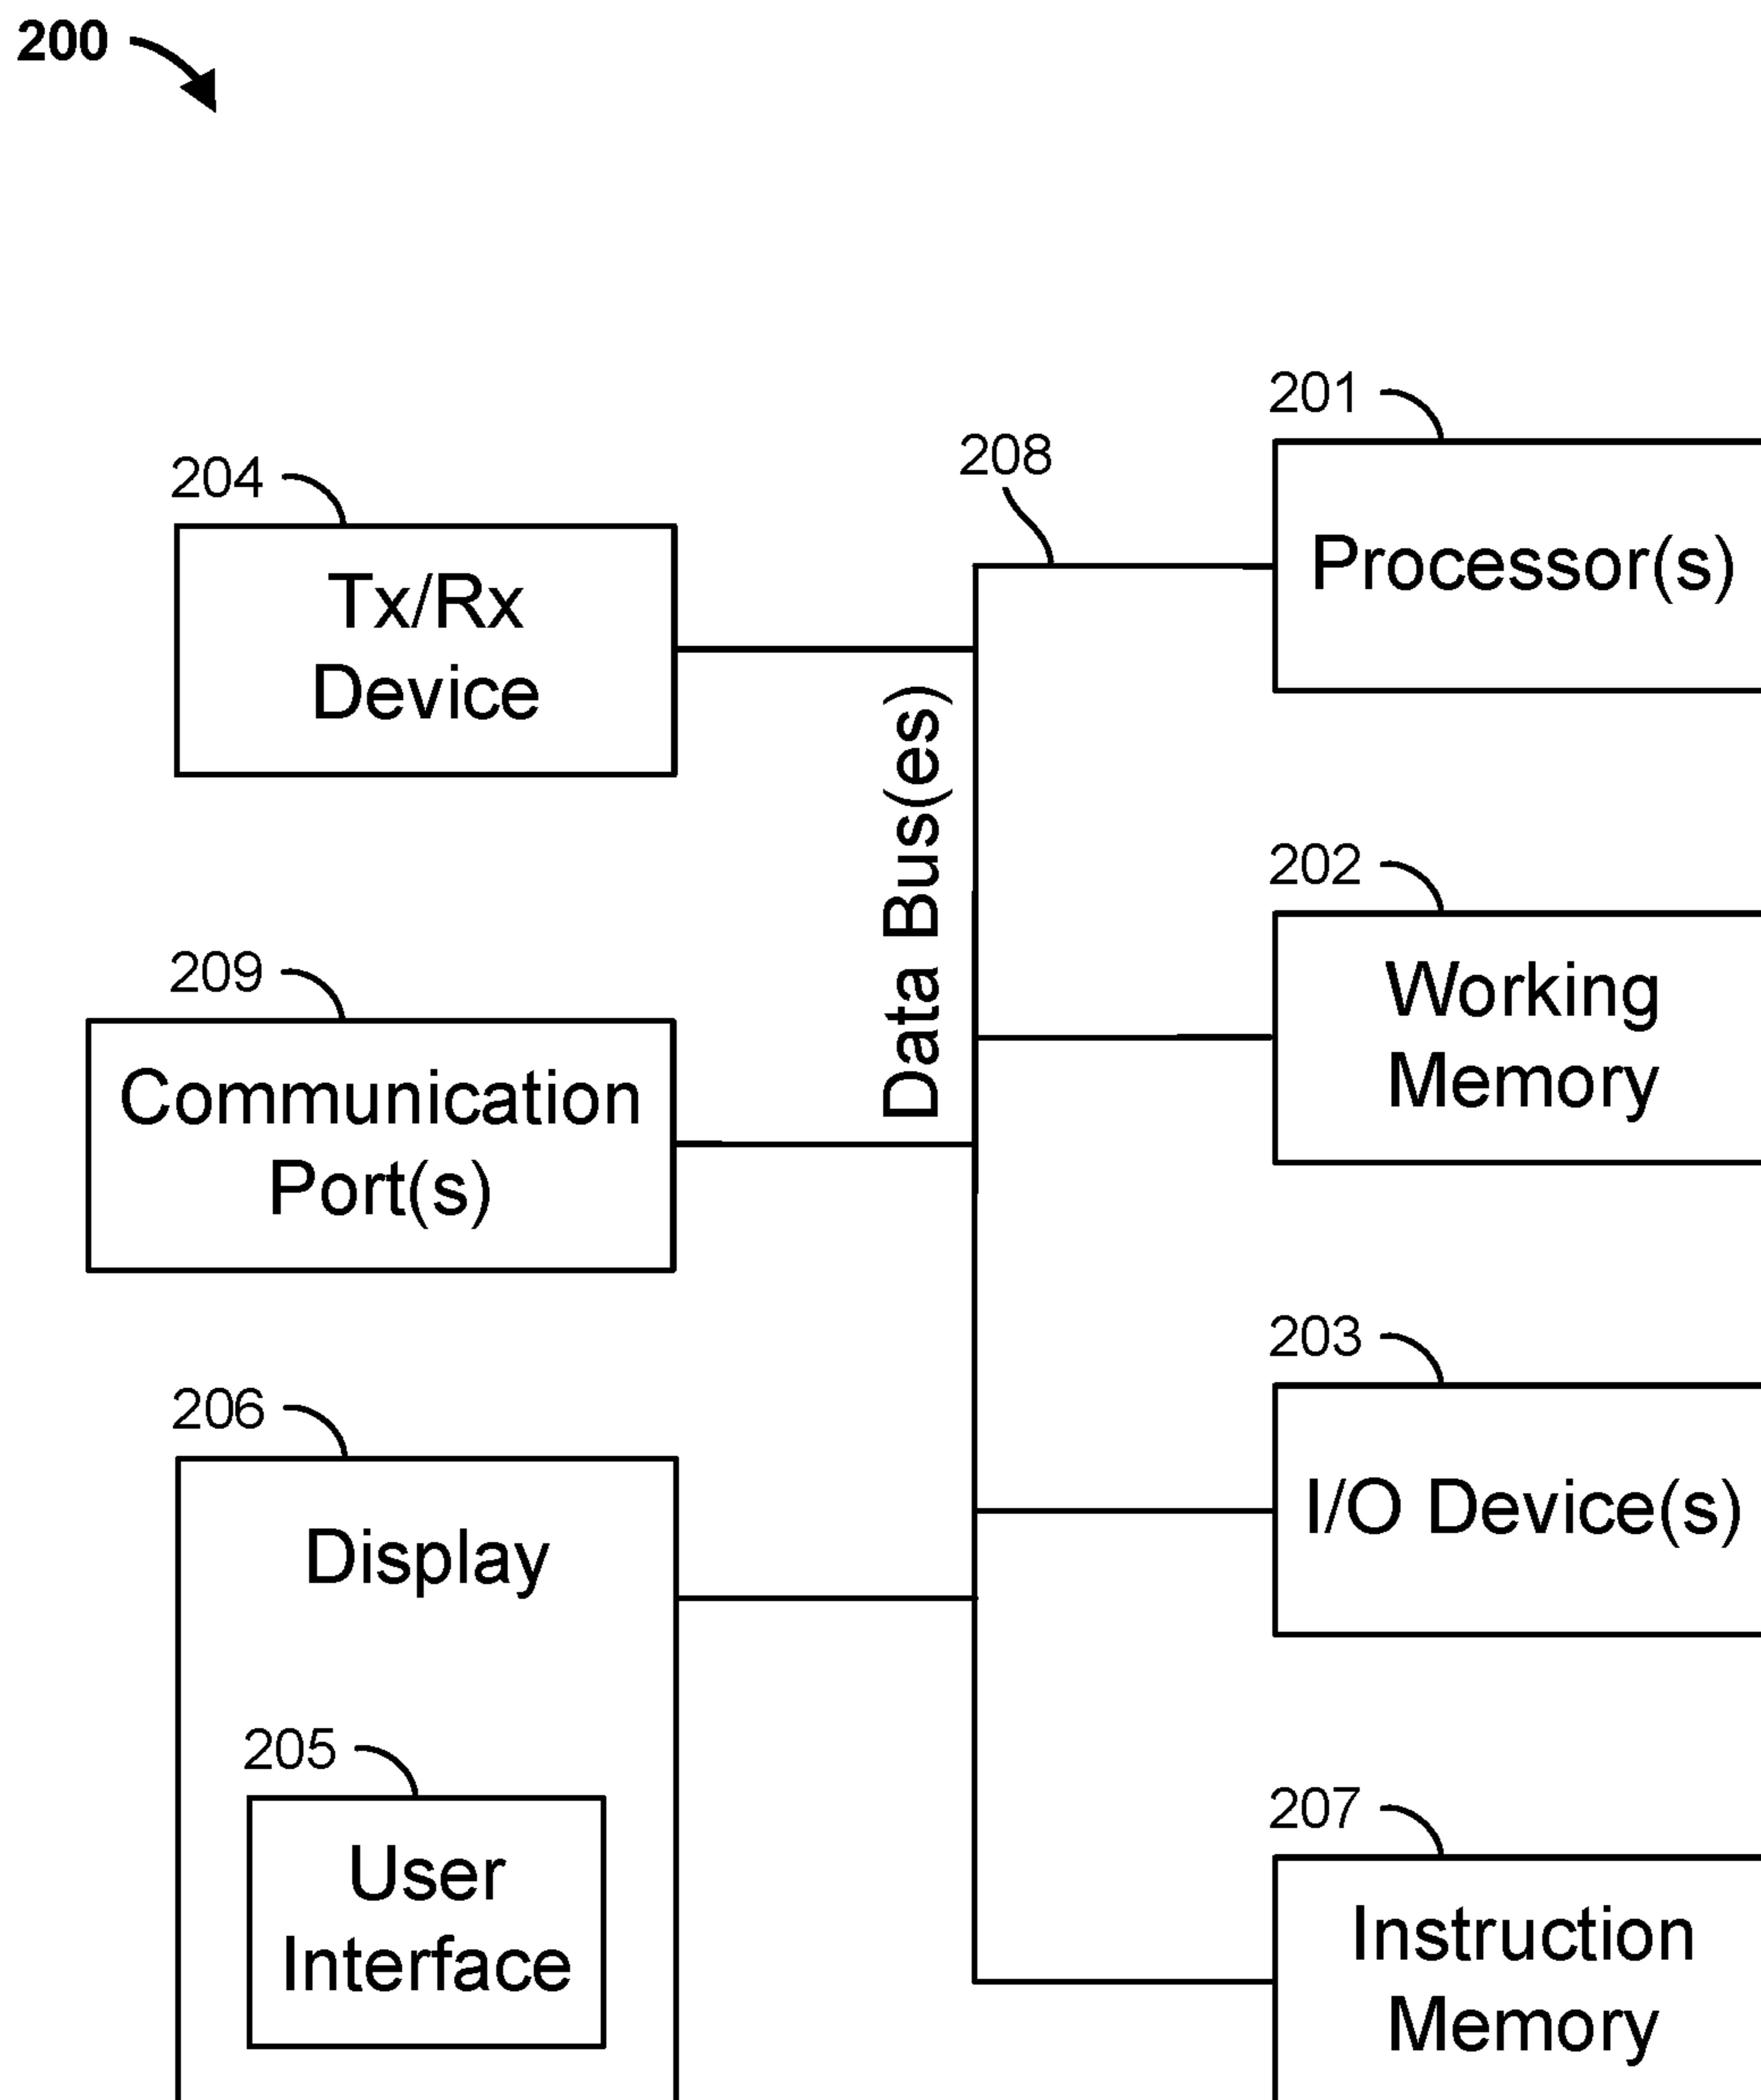 200
201
Processor(s)
208
204
Tx/Rx
Device
Data Bus(es)
202
Working
Memory
209
Communication
Port(s)
203
I/O Device(s)
206
Display
205
User
Interface
207
Instruction
Memory